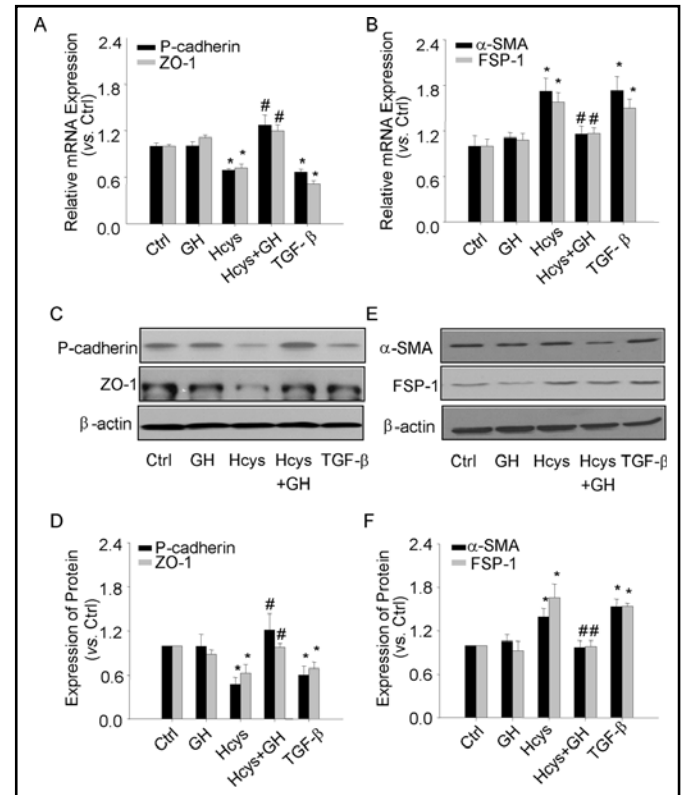 A
P-cadherin
ZO-1
Relative mRNA Expression
(vs. Ctrl)
2.4
1.8
1.2
0.6
0.0
# #
* *
* *
Ctrl
GH
Hcys
Hcys+GH
TGF- β
B
α-SMA
FSP-1
Relative mRNA Expression
(vs. Ctrl)
2.4
1.8
1.2
0.6
0.0
* *
##
* *
Ctrl
GH
Hcys
Hcys+GH
TGF- β
C
P-cadherin
ZO-1
β-actin
Ctrl GH Hcys Hcys TGF-β
+GH
E
α-SMA
FSP-1
β-actin
Ctrl GH Hcys Hcys TGF-β
+GH
D
P-cadherin
ZO-1
Expression of Protein
(vs. Ctrl)
2.4
1.8
1.2
0.6
0.0
* *
# #
* *
Ctrl
GH
Hcys
Hcys+GH
TGF-β
F
α-SMA
FSP-1
Expression of Protein
(vs. Ctrl)
2.4
1.8
1.2
0.6
0.0
* *
##
* *
Ctrl
GH
Hcys
Hcys+GH
TGF-β